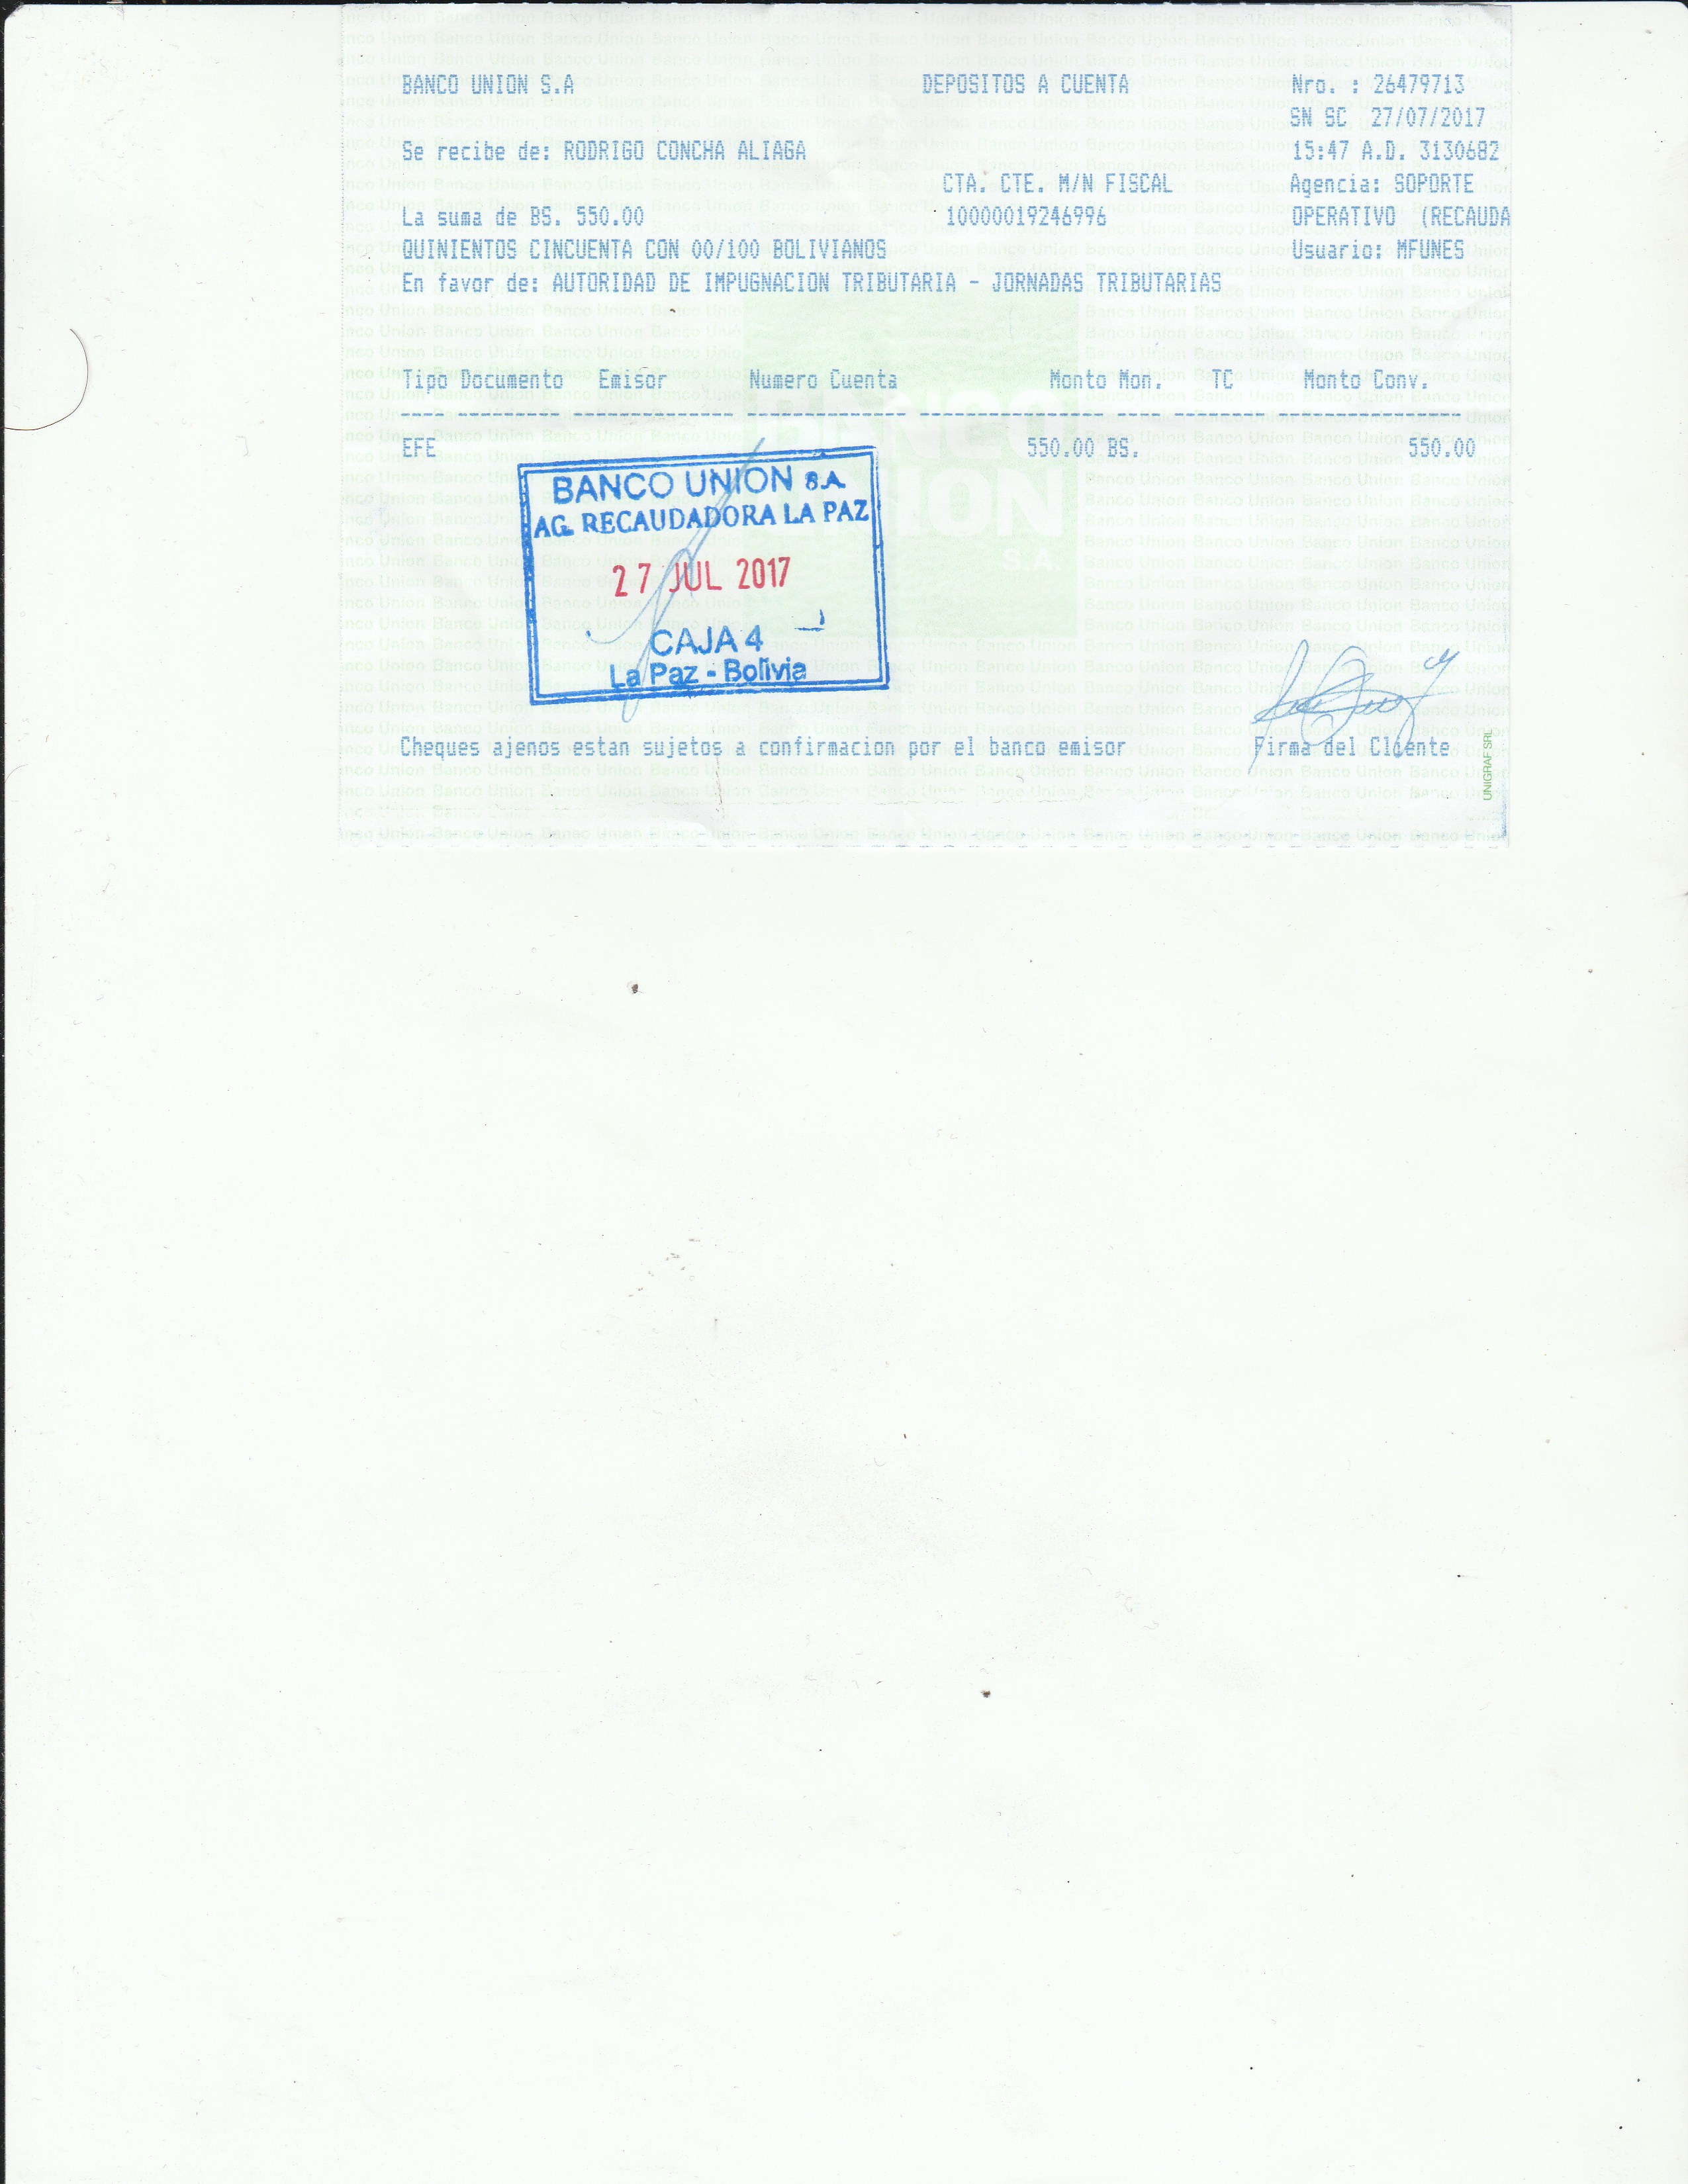 BANCO UNION S.A DEPOSITOS A CUENTA Nro. : 26479713
SN SC 27/07/2017
Se recibe de: RODRIGO CONCHA ALIAGA 15:47 A.D. 3130682
CTA. CTE. M/N FISCAL Agencia: SOPORTE
La suma de BS. 550.00 10000019246996 OPERATIVO (RECAUDA
QUINIENTOS CINCUENTA CON 00/100 BOLIVIANOS Usuario: MFUNES
En favor de: AUTORIDAD DE IMPUGNACION TRIBUTARIA - JORNADAS TRIBUTARIAS
Tipo Documento Emisor Numero Cuenta Monto Mon. TC Monto Conv.
EFE 550.00 BS. 550.00
BANCO UNION S.A.
BANCO UNION S.A.
AG. RECAUDADORA LA PAZ
27 JUL 2017
CAJA 4
La Paz - Bolivia
Cheques ajenos estan sujetos a confirmacion por el banco emisor Firma del Cliente
UNIGRAF SRL